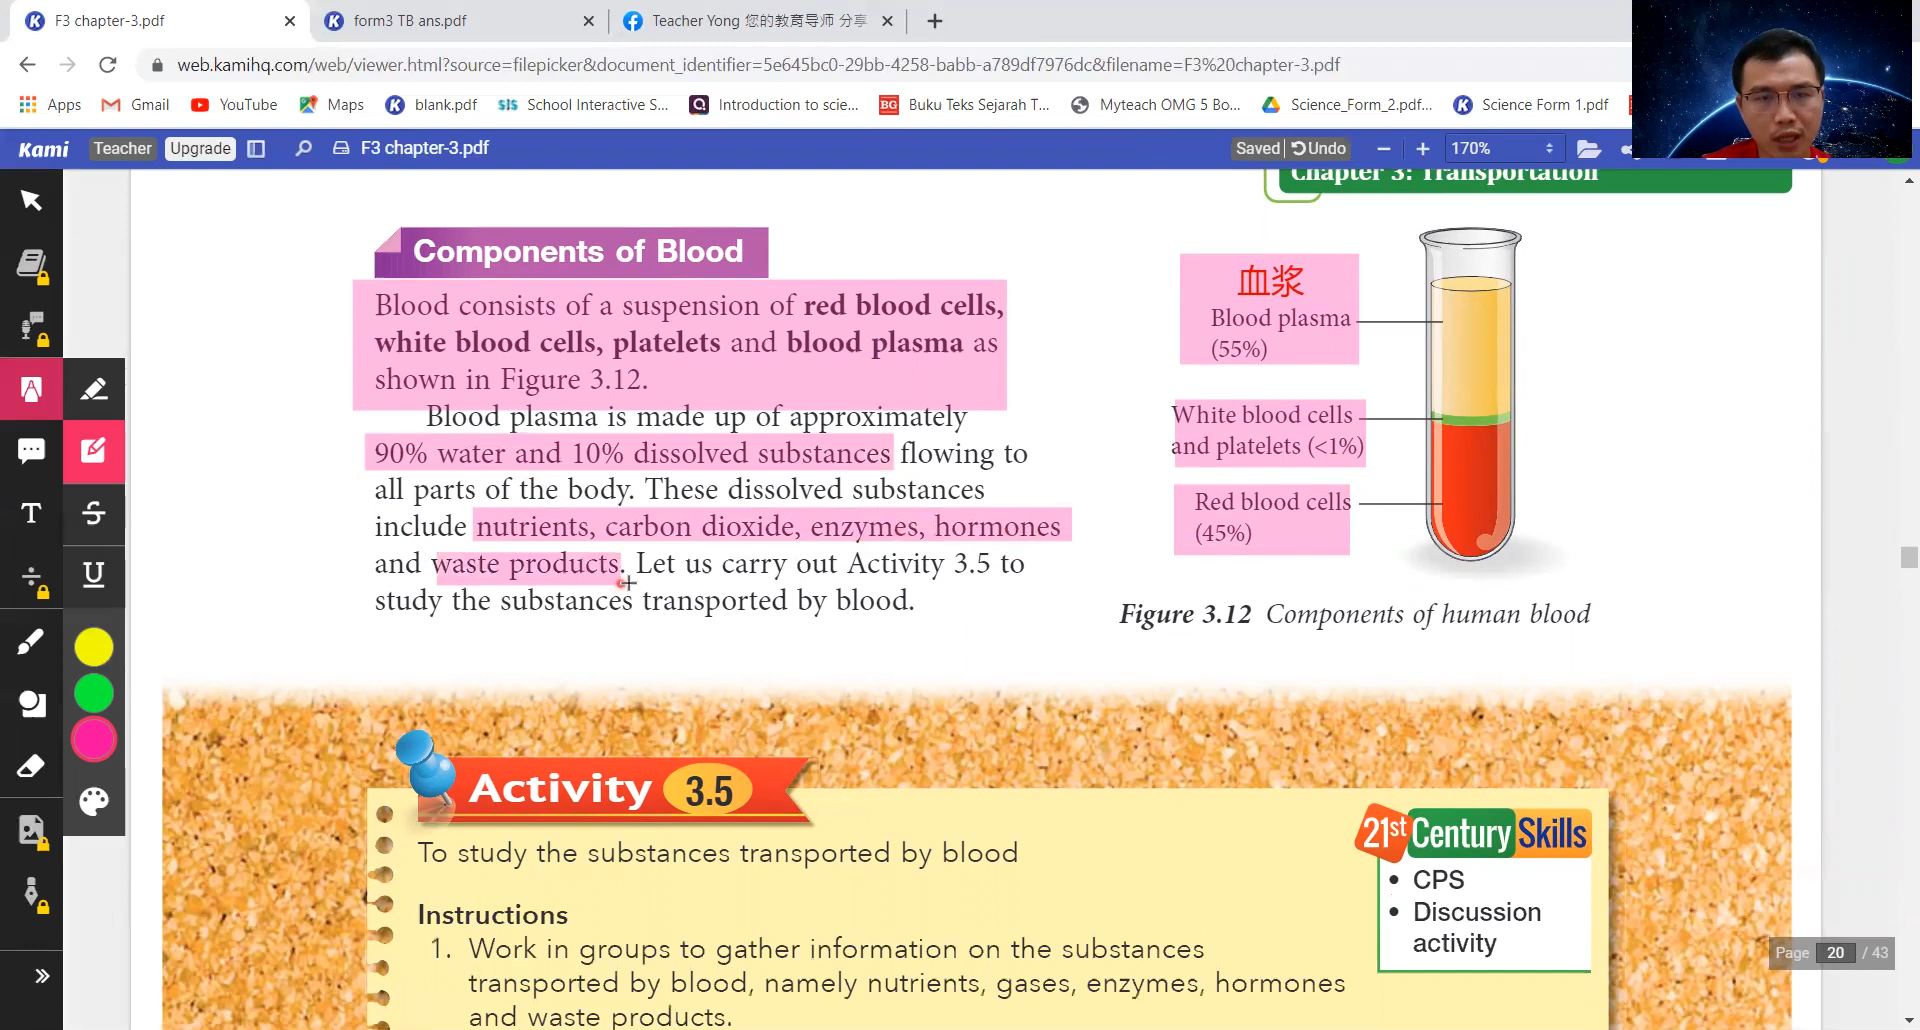 F3 chapter-3.pdf
form3 TB ans.pdf
Teacher Yong 您的教育导师 分享
web.kamihq.com/web/viewer.html?source=filepicker&document_identifier=5e645bc0-29bb-4258-babb-a789df7976dc&filename=F3%20chapter-3.pdf
Apps
Gmail
YouTube
Maps
blank.pdf
School Interactive S...
Introduction to scie...
Buku Teks Sejarah T...
Myteach OMG 5 Bo...
Science_Form_2.pdf...
Science Form 1.pdf
Kami
Teacher
Upgrade
F3 chapter-3.pdf
Saved
Undo
170%
Chapter 3: Transportation
Components of Blood
Blood consists of a suspension of red blood cells,
white blood cells, platelets and blood plasma as
shown in Figure 3.12.
Blood plasma is made up of approximately
90% water and 10% dissolved substances flowing to
all parts of the body. These dissolved substances
include nutrients, carbon dioxide, enzymes, hormones
and waste products. Let us carry out Activity 3.5 to
study the substances transported by blood.
血浆
Blood plasma
(55%)
White blood cells
and platelets (<1%)
Red blood cells
(45%)
Figure 3.12 Components of human blood
Activity 3.5
To study the substances transported by blood
Instructions
1. Work in groups to gather information on the substances
transported by blood, namely nutrients, gases, enzymes, hormones
and waste products.
21st Century Skills
• CPS
• Discussion
activity
Page 20 / 43